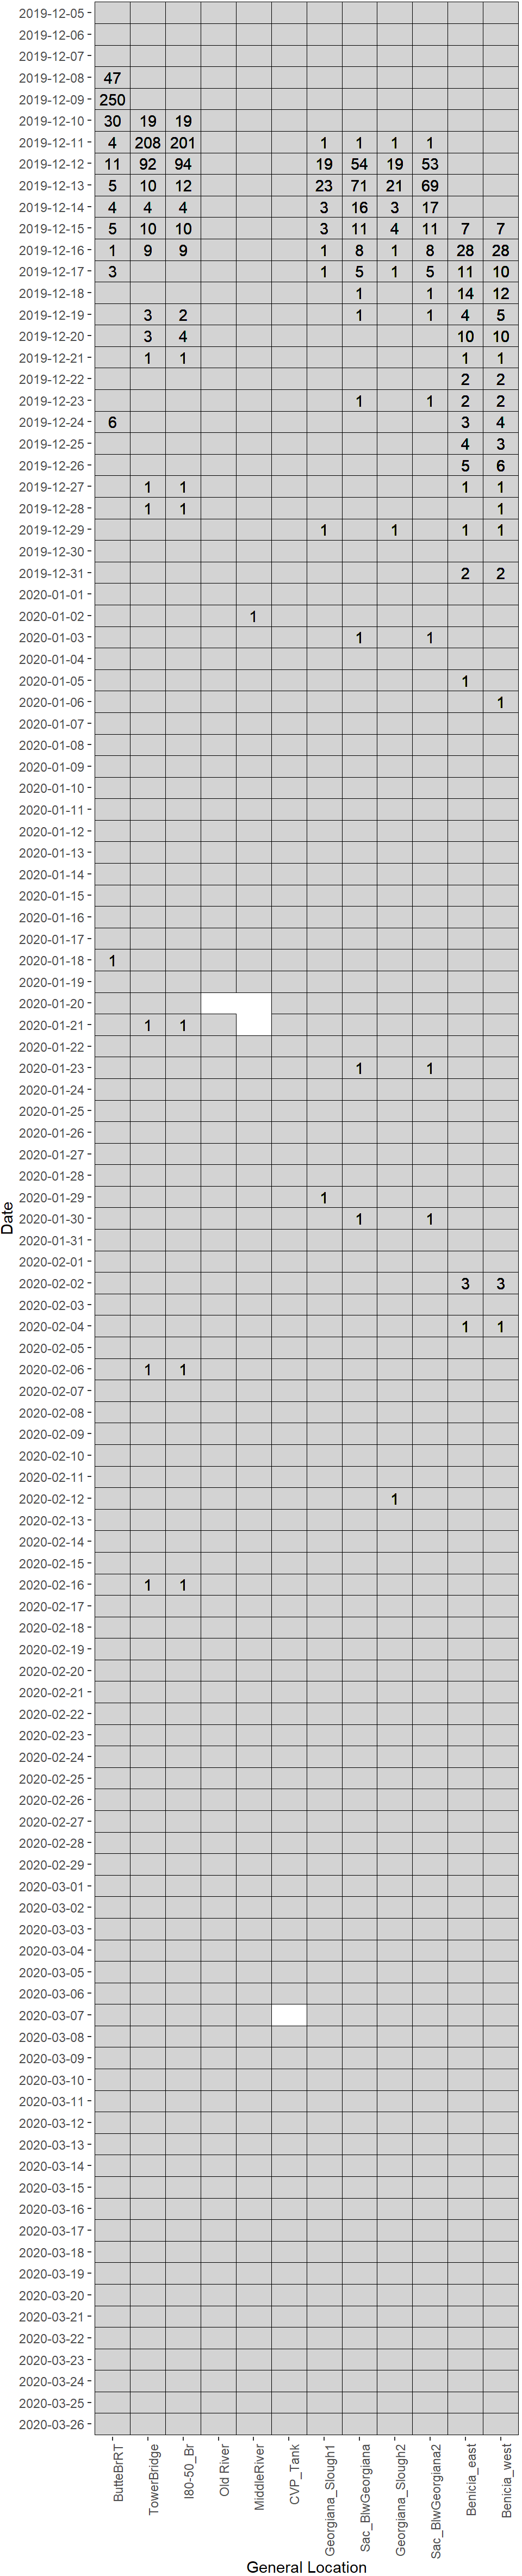 2019-12-05
2019-12-06
2019-12-07
2019-12-08 47
2019-12-09 250
2019-12-10 30 19 19
2019-12-11 4 208 201 1 1 1 1
2019-12-12 11 92 94 19 54 19 53
2019-12-13 5 10 12 23 71 21 69
2019-12-14 4 4 4 3 16 3 17
2019-12-15 5 10 10 3 11 4 11 7 7
2019-12-16 1 9 9 1 8 1 8 28 28
2019-12-17 3 1 5 1 5 11 10
2019-12-18 1 1 14 12
2019-12-19 3 2 1 1 4 5
2019-12-20 3 4 10 10
2019-12-21 1 1 1 1
2019-12-22 2 2
2019-12-23 1 1 2 2
2019-12-24 6 3 4
2019-12-25 4 3
2019-12-26 5 6
2019-12-27 1 1 1 1
2019-12-28 1 1 1
2019-12-29 1 1 1 1
2019-12-30
2019-12-31 2 2
2020-01-01
2020-01-02 1
2020-01-03 1 1
2020-01-04
2020-01-05 1
2020-01-06 1
2020-01-07
2020-01-08
2020-01-09
2020-01-10
2020-01-11
2020-01-12
2020-01-13
2020-01-14
2020-01-15
2020-01-16
2020-01-17
2020-01-18 1
2020-01-19
2020-01-20
2020-01-21 1 1
2020-01-22
2020-01-23 1 1
2020-01-24
2020-01-25
2020-01-26
2020-01-27
2020-01-28
2020-01-29 1
2020-01-30 1 1
2020-01-31
2020-02-01
2020-02-02 3 3
2020-02-03
2020-02-04 1 1
2020-02-05
2020-02-06 1 1
2020-02-07
2020-02-08
2020-02-09
2020-02-10
2020-02-11
2020-02-12 1
2020-02-13
2020-02-14
2020-02-15
2020-02-16 1 1
2020-02-17
2020-02-18
2020-02-19
2020-02-20
2020-02-21
2020-02-22
2020-02-23
2020-02-24
2020-02-25
2020-02-26
2020-02-27
2020-02-28
2020-02-29
2020-03-01
2020-03-02
2020-03-03
2020-03-04
2020-03-05
2020-03-06
2020-03-07
2020-03-08
2020-03-09
2020-03-10
2020-03-11
2020-03-12
2020-03-13
2020-03-14
2020-03-15
2020-03-16
2020-03-17
2020-03-18
2020-03-19
2020-03-20
2020-03-21
2020-03-22
2020-03-23
2020-03-24
2020-03-25
2020-03-26
Date
ButteBrRT
TowerBridge
I80-50_Br
Old River
MiddleRiver
CVP_Tank
Georgiana_Slough1
Sac_BlwGeorgiana
Georgiana_Slough2
Sac_BlwGeorgiana2
Benicia_east
Benicia_west
General Location